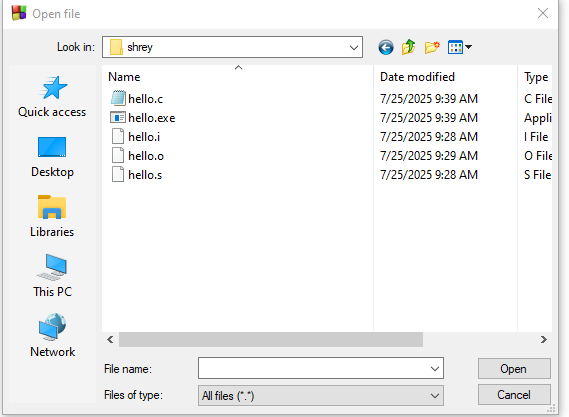 Open file
Look in: shrey
Quick access
Desktop
Libraries
This PC
Network
Name Date modified Type
hello.c 7/25/2025 9:39 AM C File
hello.exe 7/25/2025 9:39 AM Appli
hello.i 7/25/2025 9:28 AM I File
hello.o 7/25/2025 9:29 AM O File
hello.s 7/25/2025 9:28 AM S File
File name: Open
Files of type: All files (*.*) Cancel